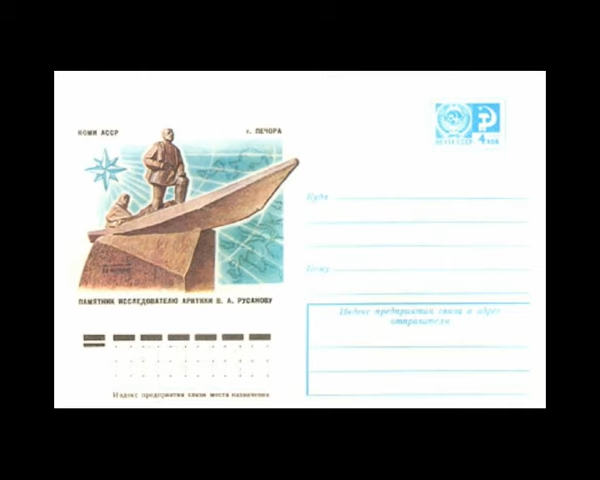 КОМИ АССР
г. ПЕЧОРА
ПАМЯТНИК ИССЛЕДОВАТЕЛЮ АРКТИКИ В. А. РУСАНОВУ
Индекс предприятия связи места назначения
ПОЧТА СССР
4 коп
Куда
Кому
Индекс предприятия связи и адрес
отправителя